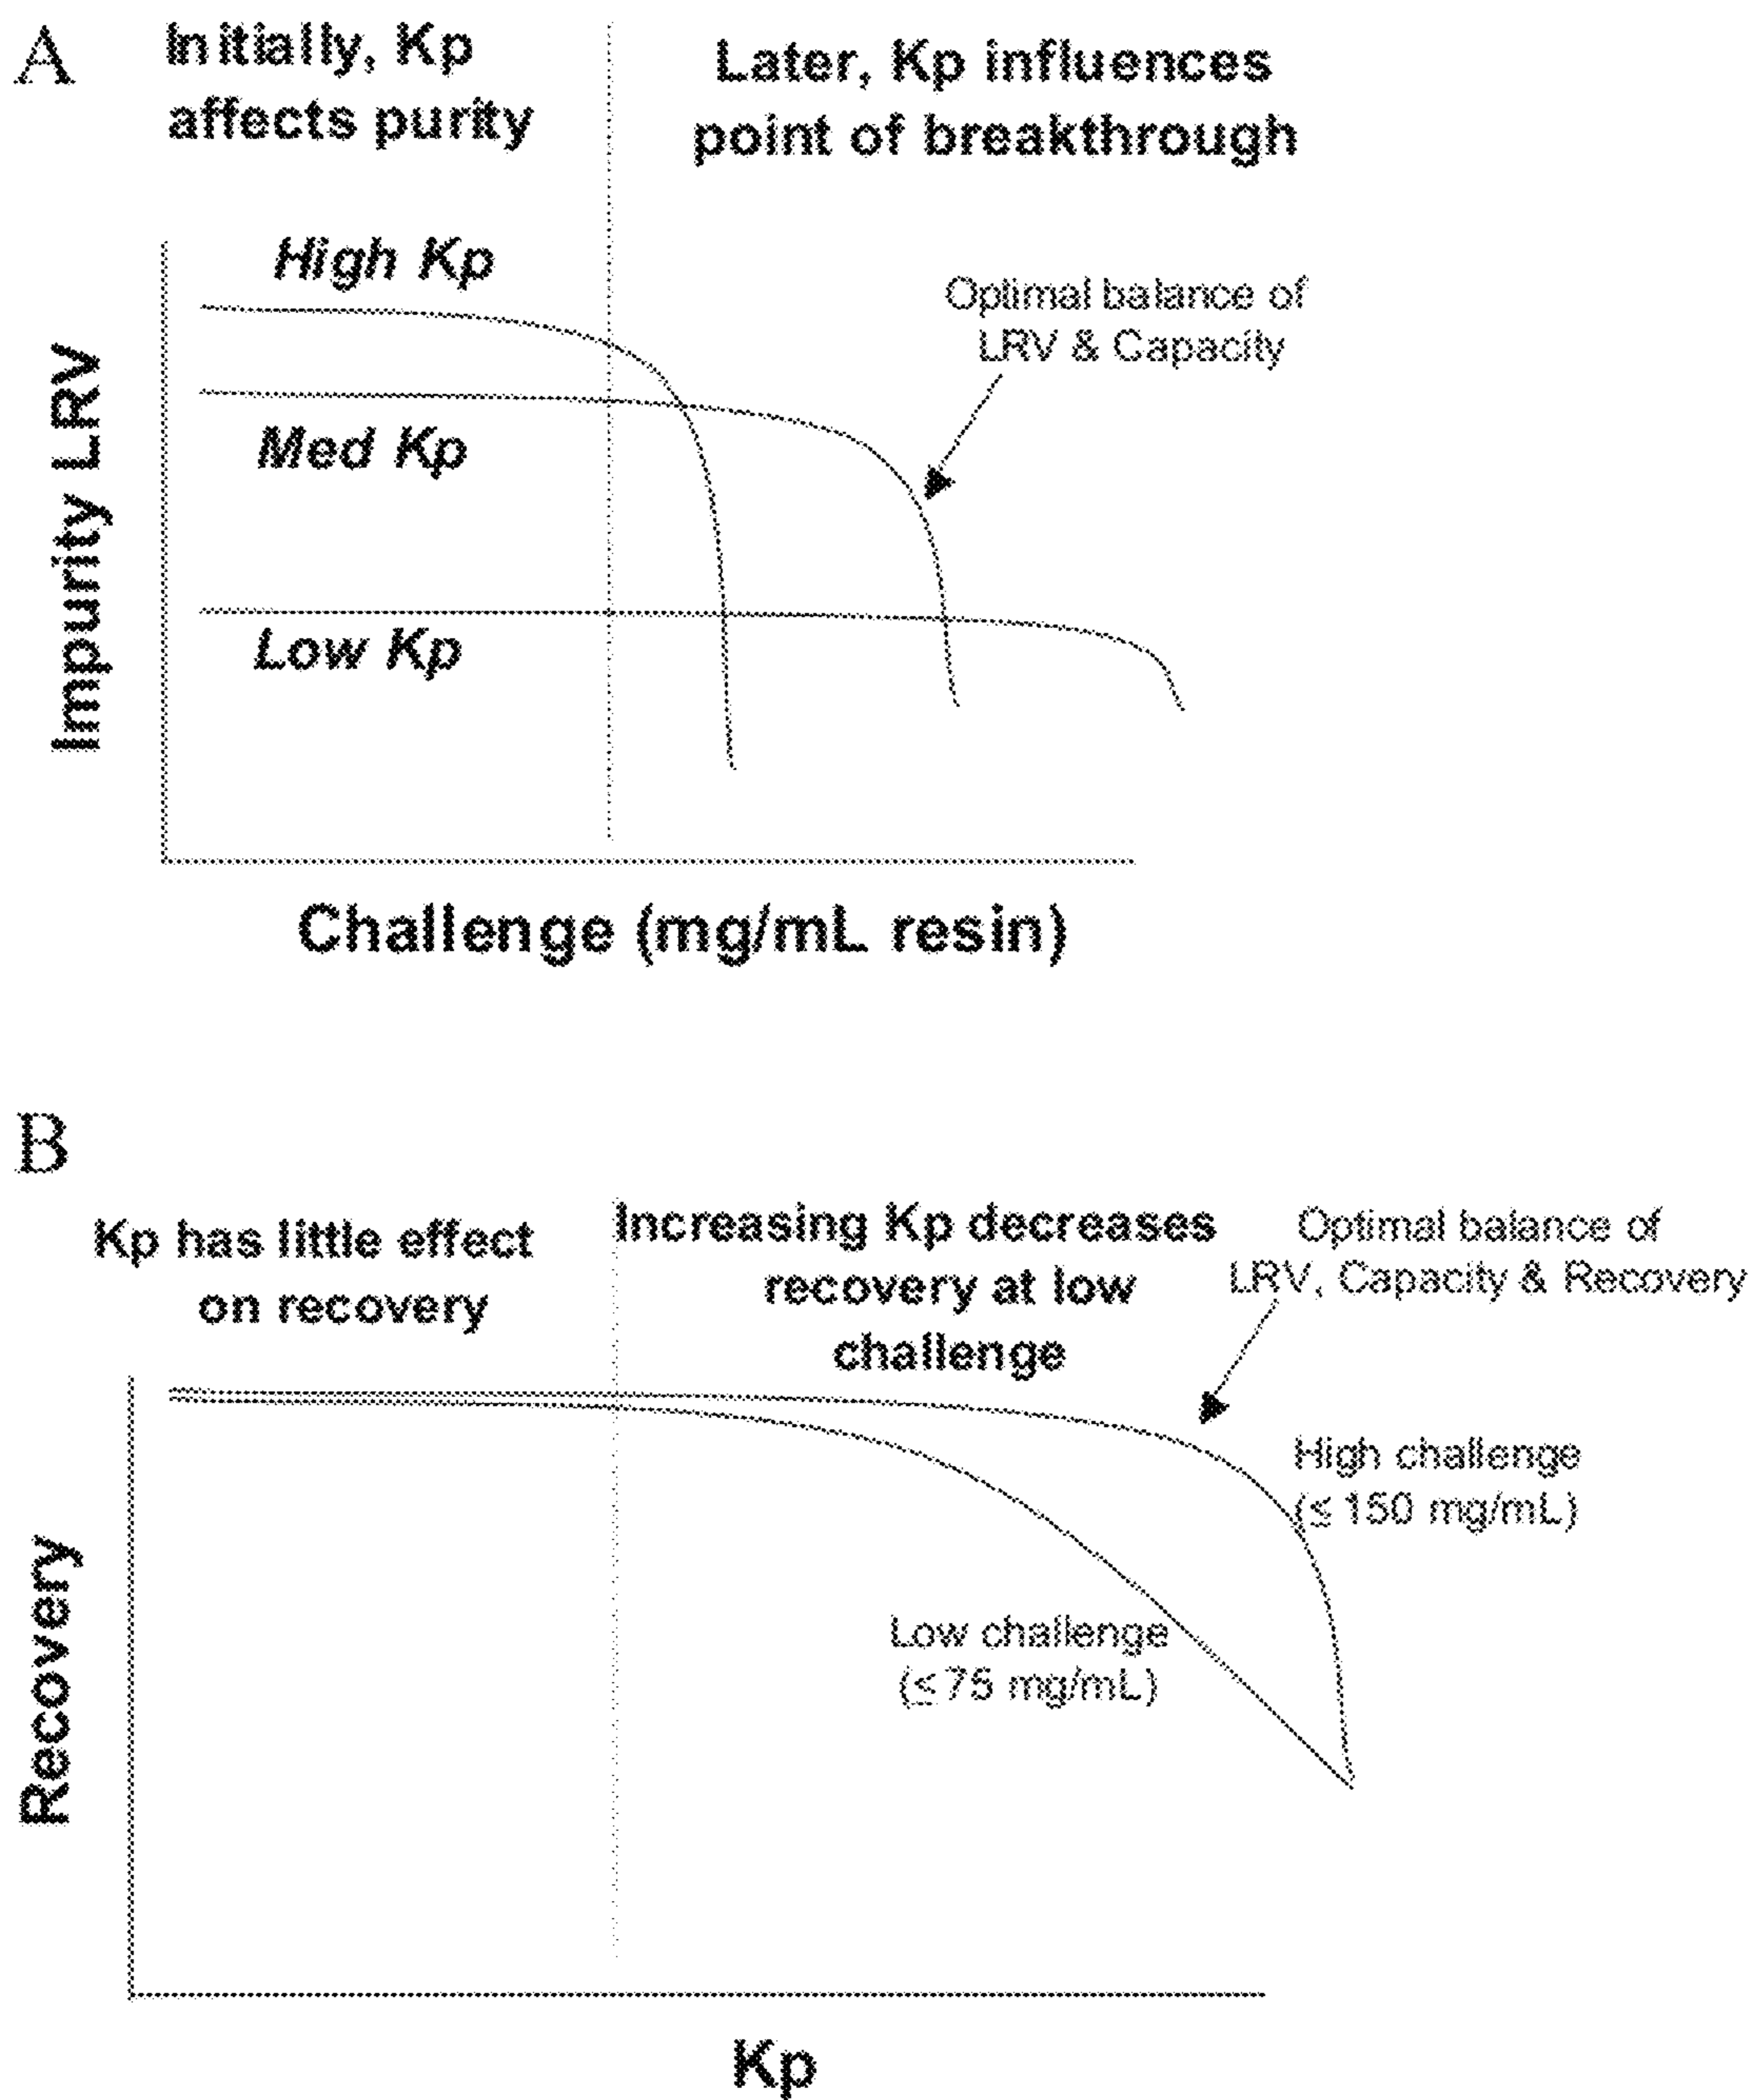 A
Initially, Kp
affects purity
Later, Kp influences
point of breakthrough
High Kp
Optimal balance of
LRV & Capacity
Med Kp
Low Kp
Impurity LRV
Challenge (mg/mL resin)
B
Kp has little effect
on recovery
Increasing Kp decreases
recovery at low
challenge
Optimal balance of
LRV, Capacity & Recovery
High challenge
(≤ 150 mg/mL)
Low challenge
(≤ 75 mg/mL)
Recovery
Kp